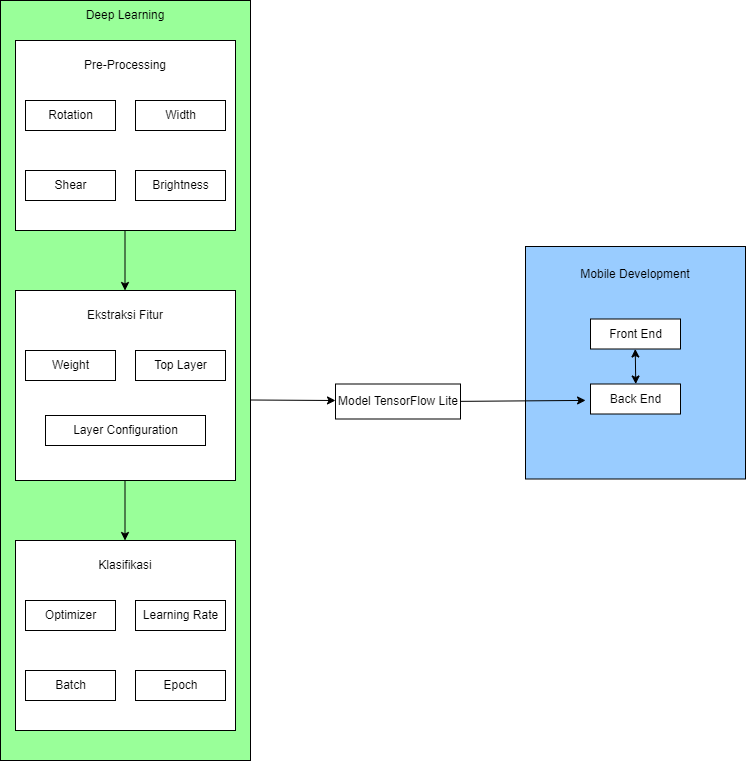 Deep Learning
Pre-Processing
Rotation
Width
Shear
Brightness
Ekstraksi Fitur
Weight
Top Layer
Layer Configuration
Klasifikasi
Optimizer
Learning Rate
Batch
Epoch
Model TensorFlow Lite
Mobile Development
Front End
Back End